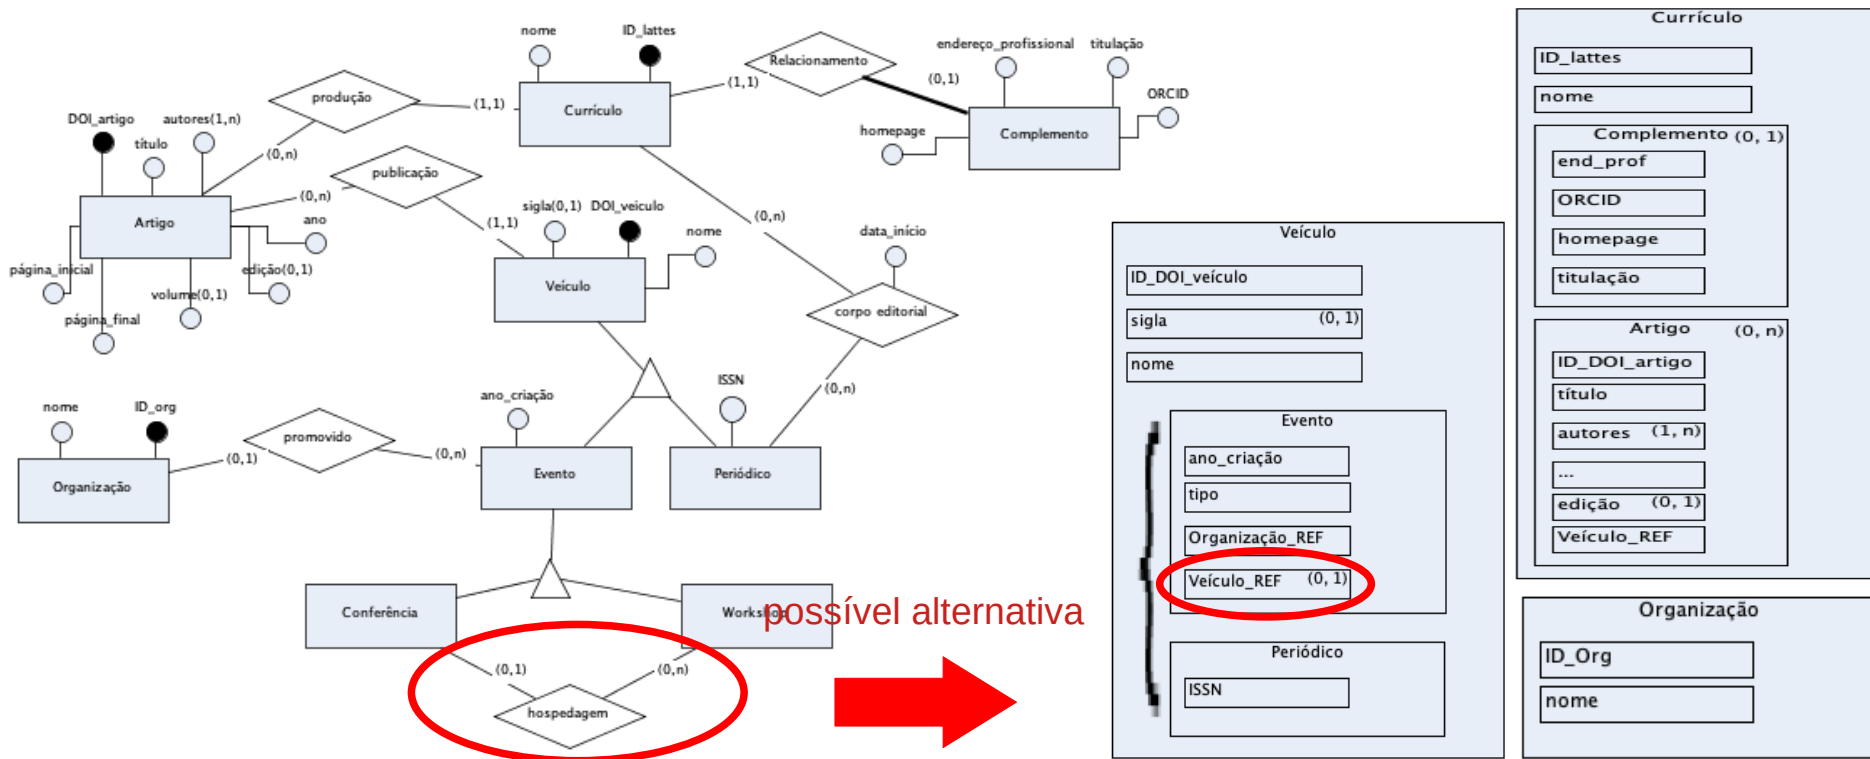 nome
ID_lattes
Relacionamento
endereço_profissional
titulação
(0,1)
ORCID
homepage
Complemento
(1,1)
Currículo
(1,1)
produção
DOI_artigo
autores(1,n)
título
(0,n)
publicação
(0,n)
(1,1)
Artigo
ano
página_inicial
edição(0,1)
volume(0,1)
página_final
sigla(0,1)
DOI_veiculo
nome
Veículo
(0,n)
data_início
corpo editorial
(0,n)
ISSN
ano_criação
nome
ID_org
promovido
(0,1)
(0,n)
Organização
Evento
Periódico
Conferência
Workshop
possível alternativa
(0,1)
(0,n)
hospedagem
Veículo
ID_DOI_veículo
sigla (0, 1)
nome
Evento
ano_criação
tipo
Organização_REF
Veículo_REF (0, 1)
Periódico
ISSN
Currículo
ID_lattes
nome
Complemento (0, 1)
end_prof
ORCID
homepage
titulação
Artigo (0, n)
ID_DOI_artigo
título
autores (1, n)
...
edição (0, 1)
Veículo_REF
Organização
ID_Org
nome